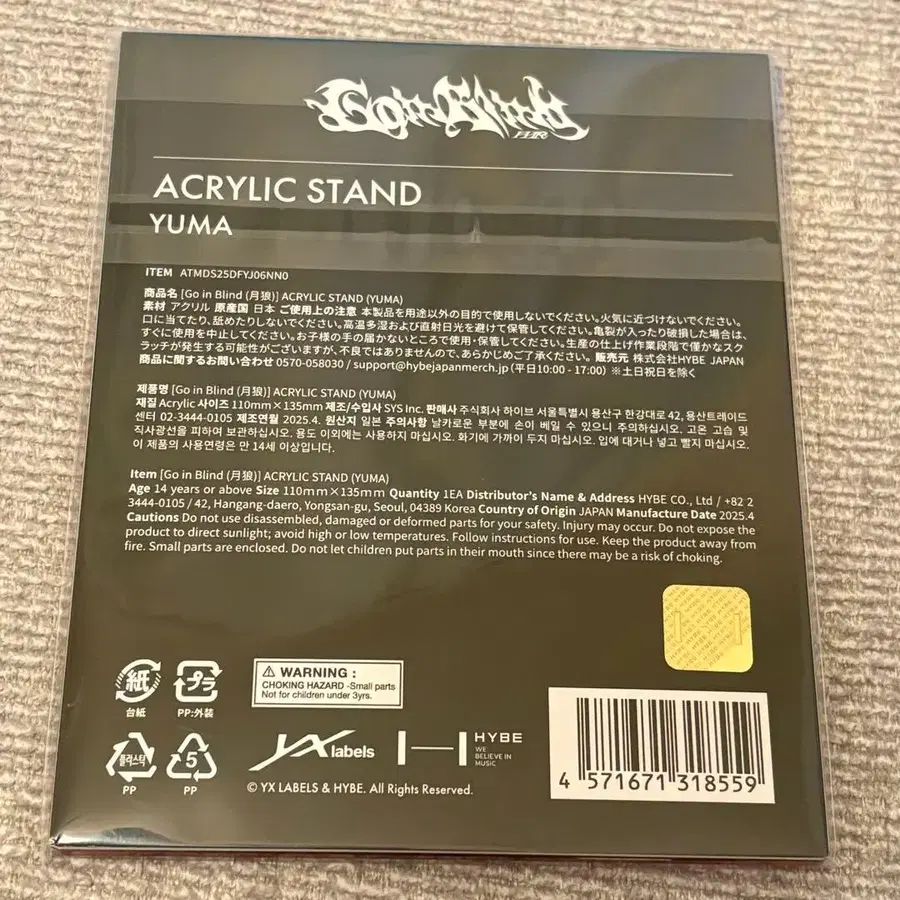 Go in Blind
月狼
ACRYLIC STAND
YUMA
ITEM ATMDS25DFYJ06NN0
商品名 [Go in Blind (月狼)] ACRYLIC STAND (YUMA)
素材 アクリル 原産国 日本 ご使用上の注意 本製品を用途以外の目的で使用しないでください。火気に近づけないでください。
口に当てたり、舐めたりしないでください。高温多湿および直射日光を避けて保管してください。亀裂が入ったり破損した場合は、
すぐに使用を中止してください。お子様の手の届かないところで使用・保管してください。生産の仕上げ作業段階で僅かなスク
ラッチが発生する可能性がございますが、不良ではありませんので、あらかじめご了承ください。 販売元 株式会社HYBE JAPAN
商品に関するお問い合わせ 0570-058030 / support@hybejapanmerch.jp (平日10:00 - 17:00) ※土日祝日を除く
제품명 [Go in Blind (月狼)] ACRYLIC STAND (YUMA)
재질 Acrylic 사이즈 110mm×135mm 제조/수입사 SYS Inc. 판매사 주식회사 하이브 서울특별시 용산구 한강대로 42, 용산트레이드
센터 02-3444-0105 제조연월 2025.4. 원산지 일본 주의사항 날카로운 부분에 손이 베일 수 있으니 주의하십시오. 고온 고습 및
직사광선을 피하여 보관하십시오. 용도 이외에는 사용하지 마십시오. 화기에 가까이 두지 마십시오. 입에 대거나 넣고 빨지 마십시오.
이 제품의 사용연령은 만 14세 이상입니다.
Item [Go in Blind (月狼)] ACRYLIC STAND (YUMA)
Age 14 years or above Size 110mm×135mm Quantity 1EA Distributor's Name & Address HYBE CO., Ltd / +82 2
3444-0105 / 42, Hangang-daero, Yongsan-gu, Seoul, 04389 Korea Country of Origin JAPAN Manufacture Date 2025.4
Cautions Do not use disassembled, damaged or deformed parts for your safety. Injury may occur. Do not expose the
product to direct sunlight; avoid high or low temperatures. Follow instructions for use. Keep the product away from
fire. Small parts are enclosed. Do not let children put parts in their mouth since there may be a risk of choking.
紙
台紙
プラ
PP:外装
⚠ WARNING :
CHOKING HAZARD -Small parts
Not for children under 3yrs.
플라스틱
PP
5
PP
YX labels
HYBE
WE
BELIEVE IN
MUSIC
© YX LABELS & HYBE. All Rights Reserved.
4 571671 318559